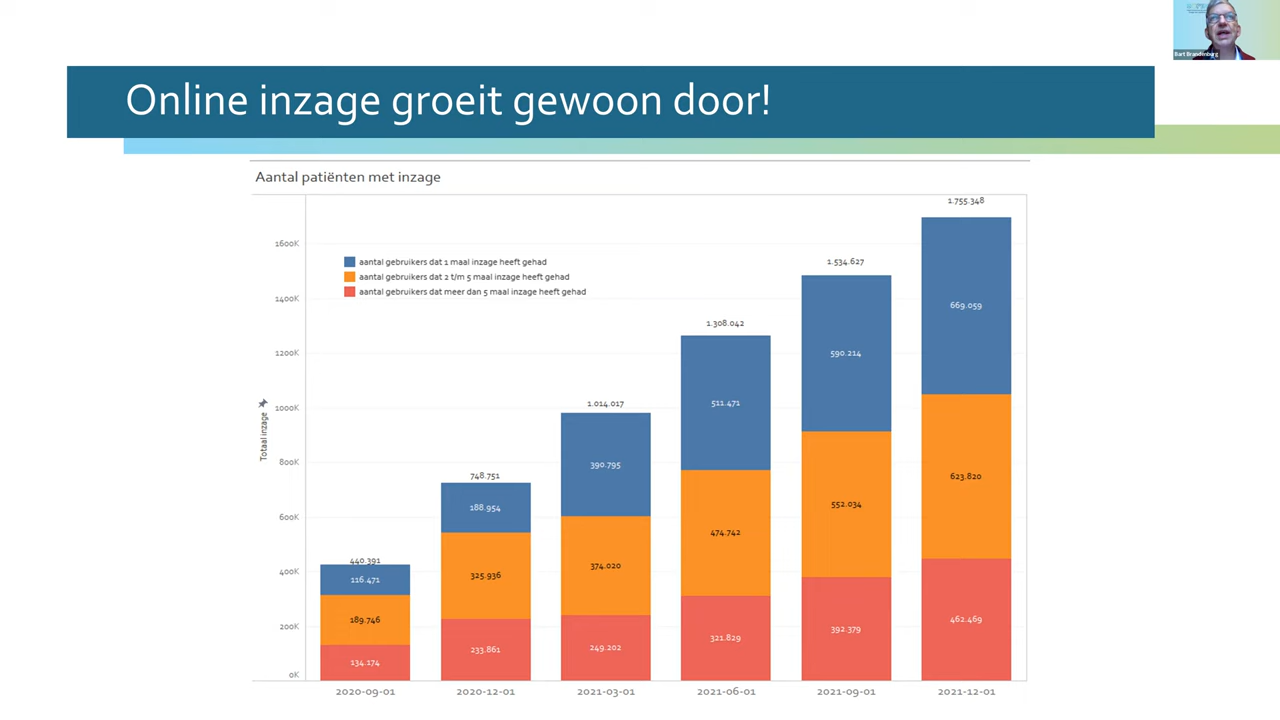 Bart Brandenburg
Online inzage groeit gewoon door!
Aantal patiënten met inzage
aantal gebruikers dat 1 maal inzage heeft gehad
aantal gebruikers dat 2 t/m 5 maal inzage heeft gehad
aantal gebruikers dat meer dan 5 maal inzage heeft gehad
Totaal inzage
1600K
1400K
1200K
1000K
800K
600K
400K
200K
0K
440.391
116.471
189.746
134.174
748.751
188.954
325.936
233.861
1.014.017
390.795
374.020
249.202
1.308.042
511.471
474.742
321.829
1.534.627
590.214
552.034
392.379
1.755.348
669.059
623.820
462.469
2020-09-01 2020-12-01 2021-03-01 2021-06-01 2021-09-01 2021-12-01